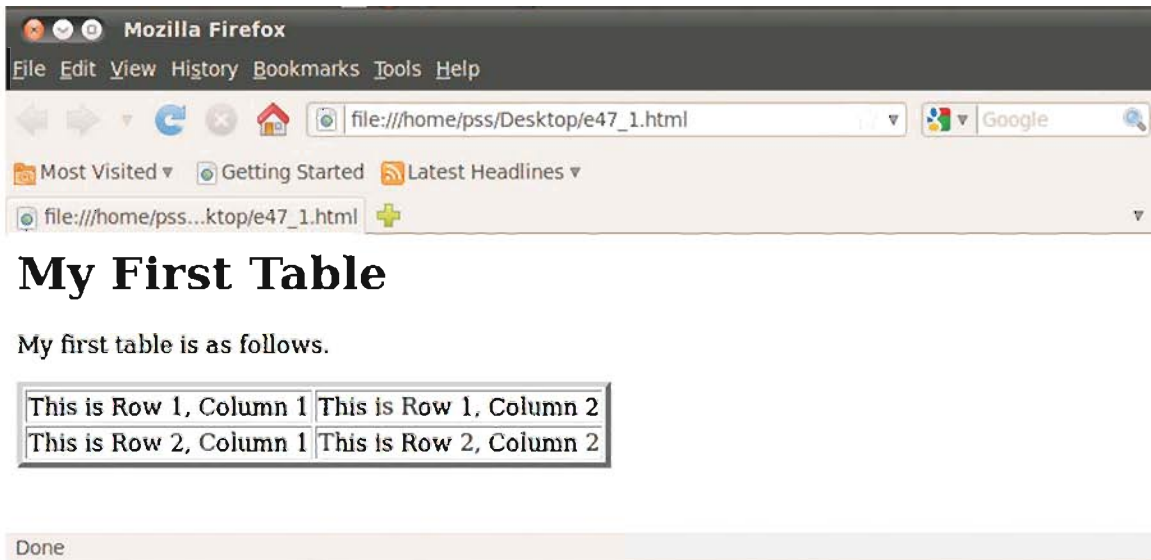 Mozilla Firefox
File Edit View History Bookmarks Tools Help
file:///home/pss/Desktop/e47_1.html Google
Most Visited Getting Started Latest Headlines
file:///home/pss...ktop/e47_1.html
My First Table
My first table is as follows.
This is Row 1, Column 1 This is Row 1, Column 2
This is Row 2, Column 1 This is Row 2, Column 2
Done